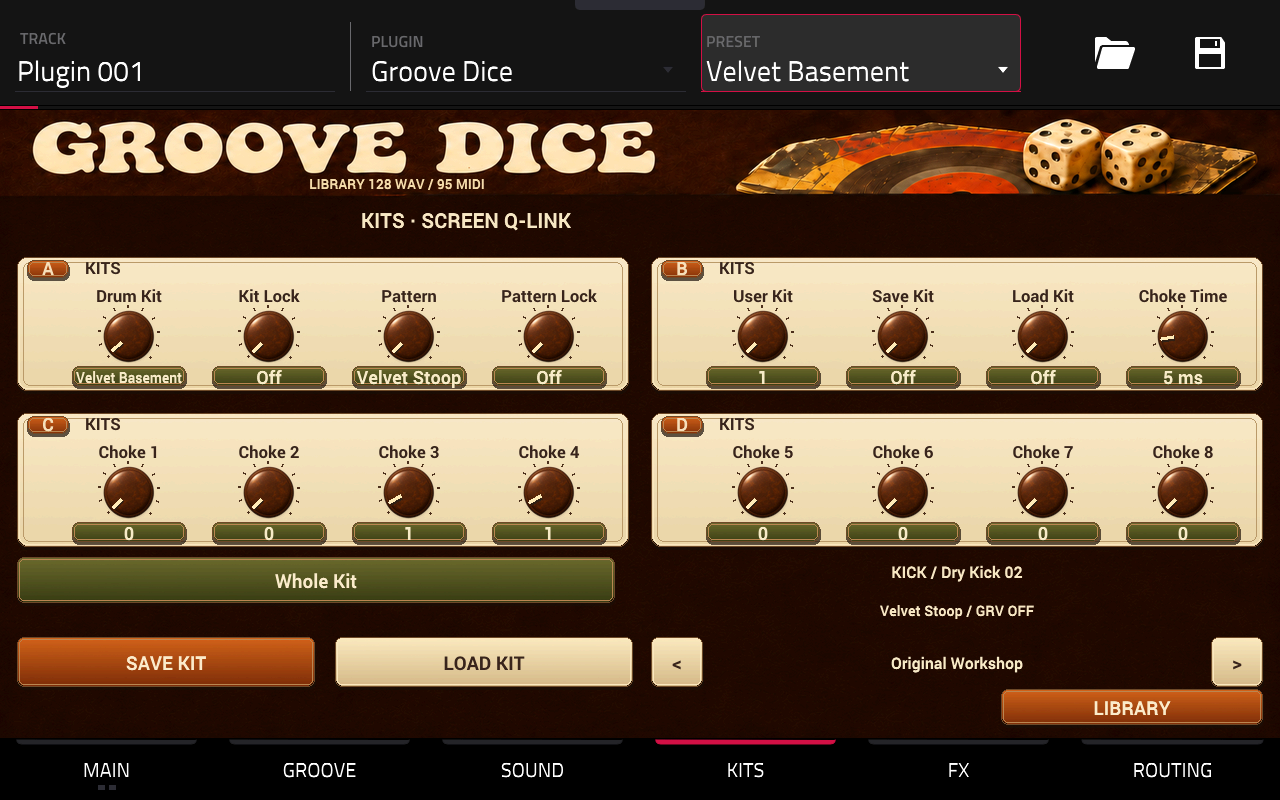 TRACK
Plugin 001
PLUGIN
Groove Dice
PRESET
Velvet Basement
GROOVE DICE
LIBRARY 128 WAV / 95 MIDI
KITS · SCREEN Q-LINK
A KITS
Drum Kit Kit Lock Pattern Pattern Lock
Velvet Basement Off Velvet Stoop Off
B KITS
User Kit Save Kit Load Kit Choke Time
1 Off Off 5 ms
C KITS
Choke 1 Choke 2 Choke 3 Choke 4
0 0 1 1
D KITS
Choke 5 Choke 6 Choke 7 Choke 8
0 0 0 0
Whole Kit
KICK / Dry Kick 02
Velvet Stoop / GRV OFF
SAVE KIT LOAD KIT < Original Workshop >
LIBRARY
MAIN GROOVE SOUND KITS FX ROUTING